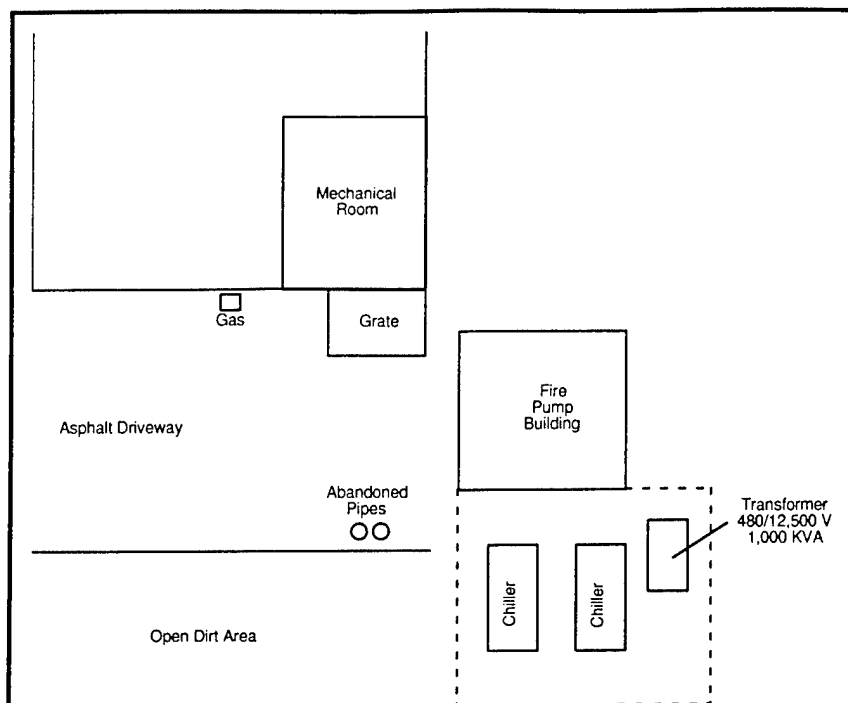 Mechanical
Room
Gas
Grate
Fire
Pump
Building
Asphalt Driveway
Abandoned
Pipes
Transformer
480/12,500 V
1,000 KVA
Chiller
Chiller
Open Dirt Area